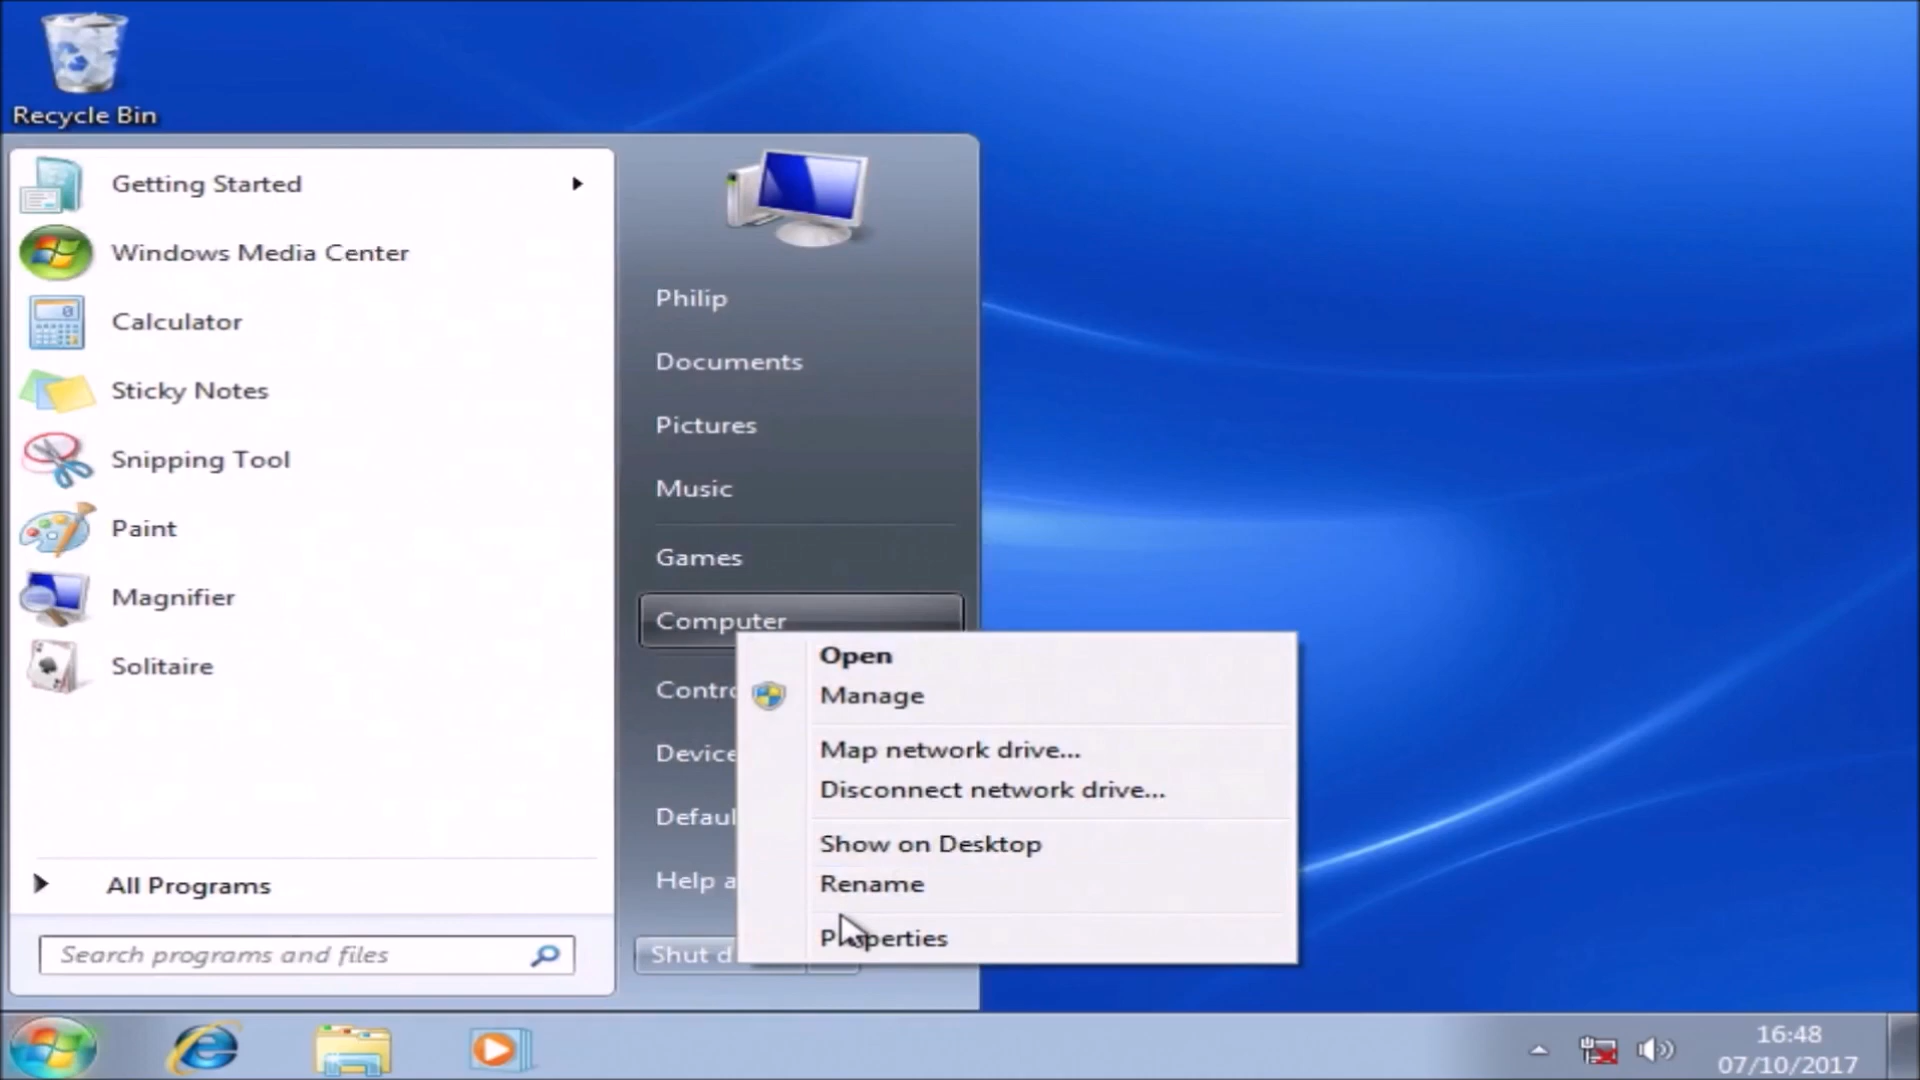 Recycle Bin
Getting Started
Windows Media Center
Calculator
Sticky Notes
Snipping Tool
Paint
Magnifier
Solitaire
All Programs
Search programs and files
Philip
Documents
Pictures
Music
Games
Computer
Contro
Device
Defaul
Help a
Shut d
Open
Manage
Map network drive...
Disconnect network drive...
Show on Desktop
Rename
Properties
16:48
07/10/2017